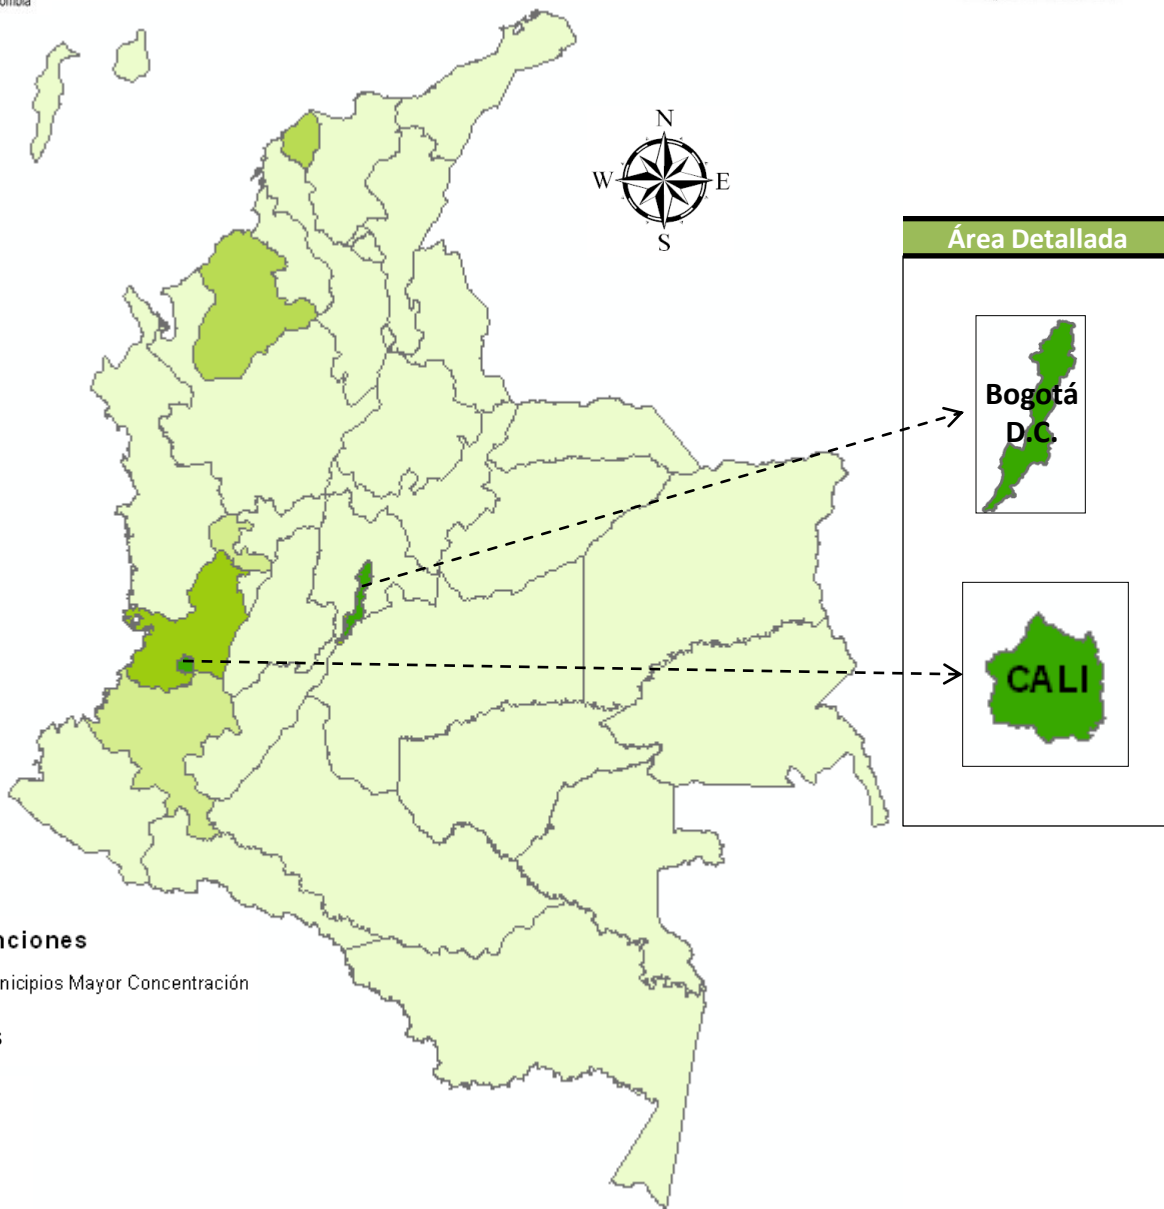 N
W E
S
Área Detallada
Bogotá
D.C.
CALI
nciones
nicipios Mayor Concentración
s